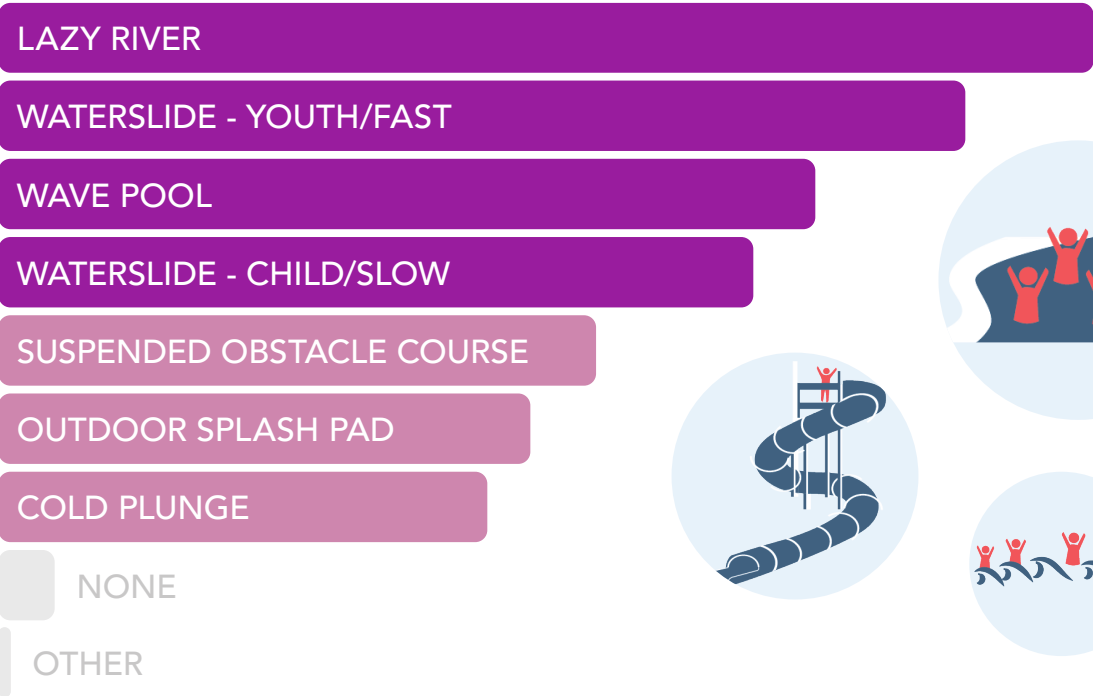 LAZY RIVER
WATERSLIDE - YOUTH/FAST
WAVE POOL
WATERSLIDE - CHILD/SLOW
SUSPENDED OBSTACLE COURSE
OUTDOOR SPLASH PAD
COLD PLUNGE
NONE
OTHER